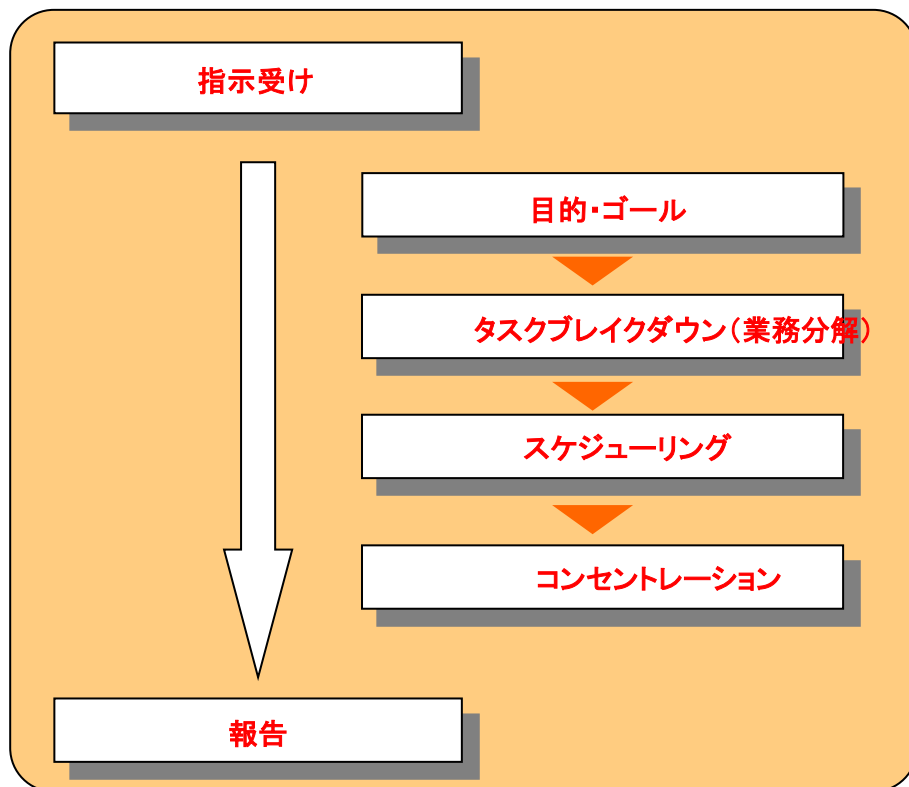 指示受け
目的・ゴール
タスクブレイクダウン（業務分解）
スケジューリング
コンセントレーション
報告